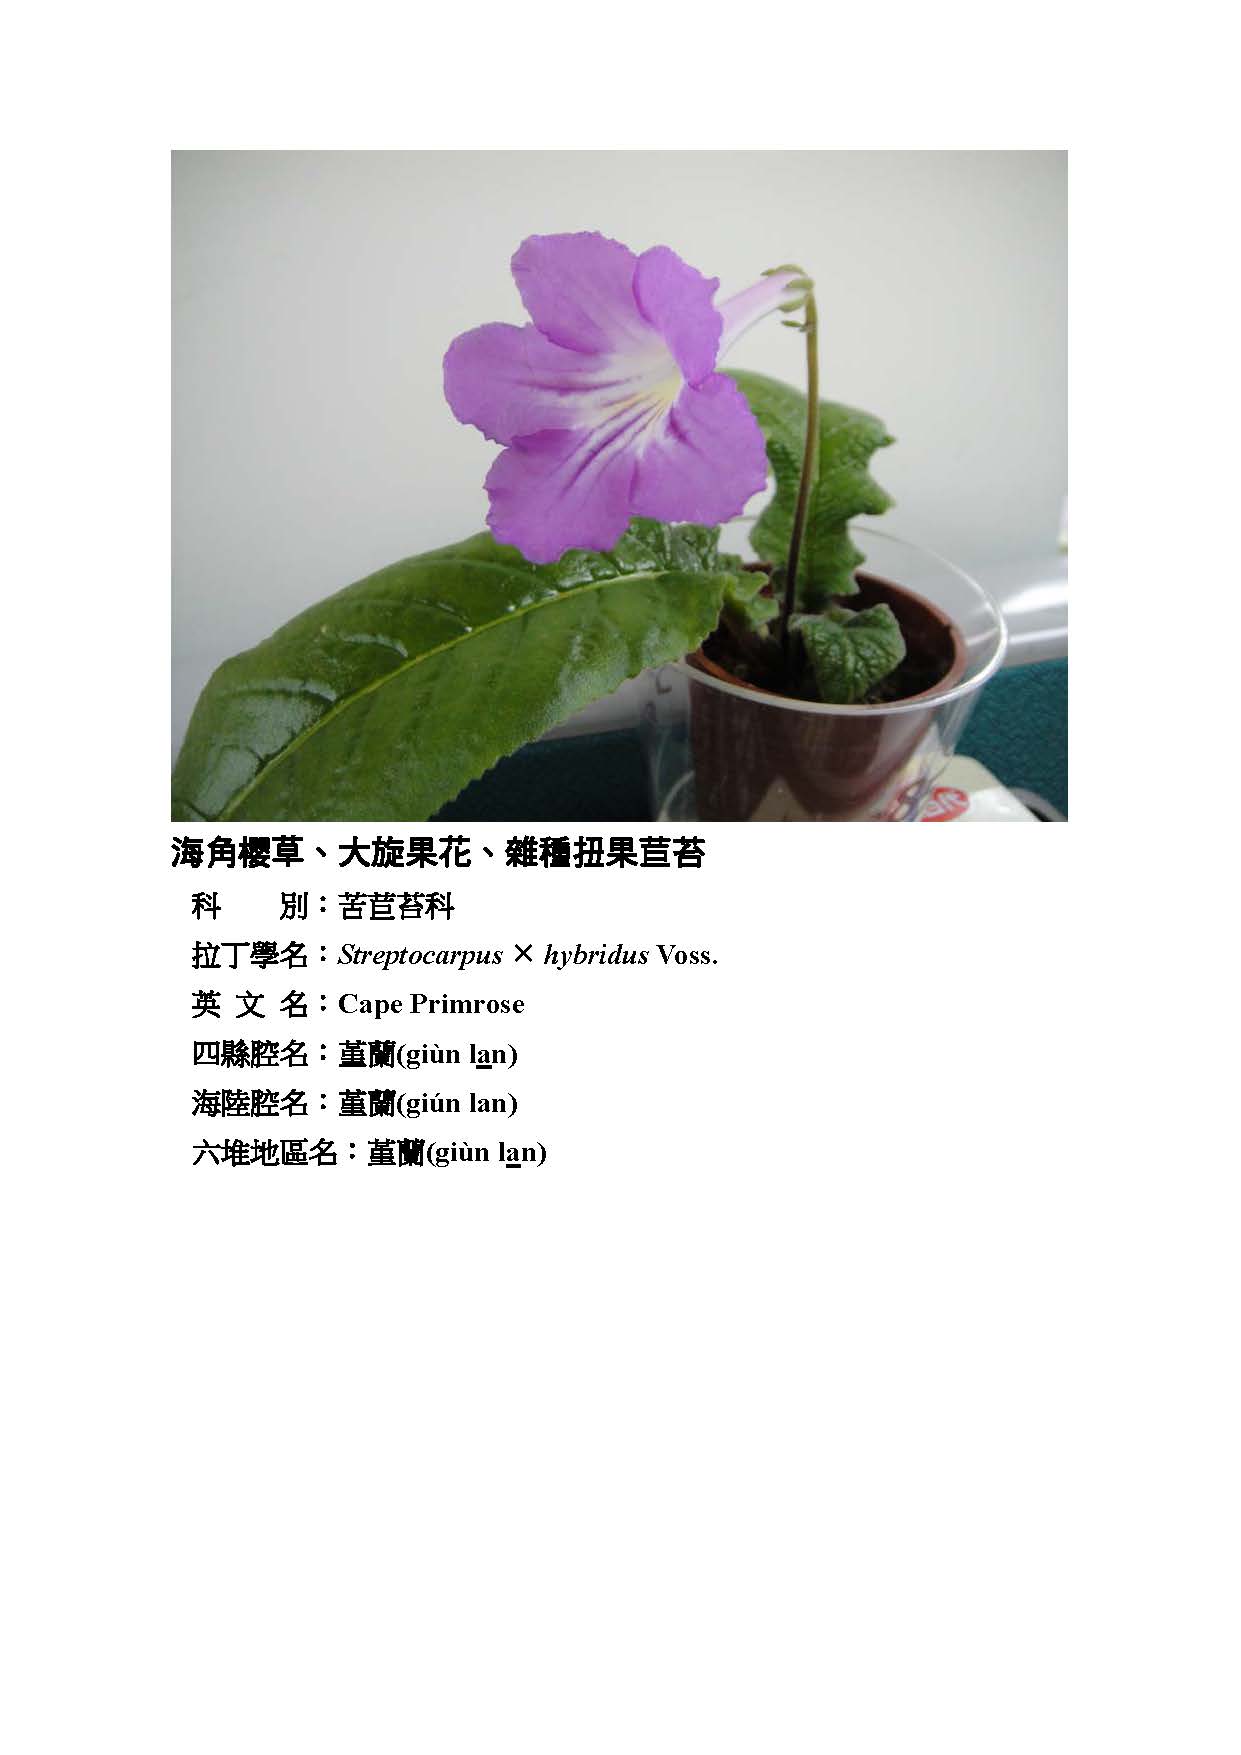 海角櫻草、大旋果花、雜種扭果苣苔
科　　別：苦苣苔科
拉丁學名：Streptocarpus × hybridus Voss.
英 文 名：Cape Primrose
四縣腔名：堇蘭(giùn la̲n)
海陸腔名：堇蘭(giún lan)
六堆地區名：堇蘭(giùn la̲n)